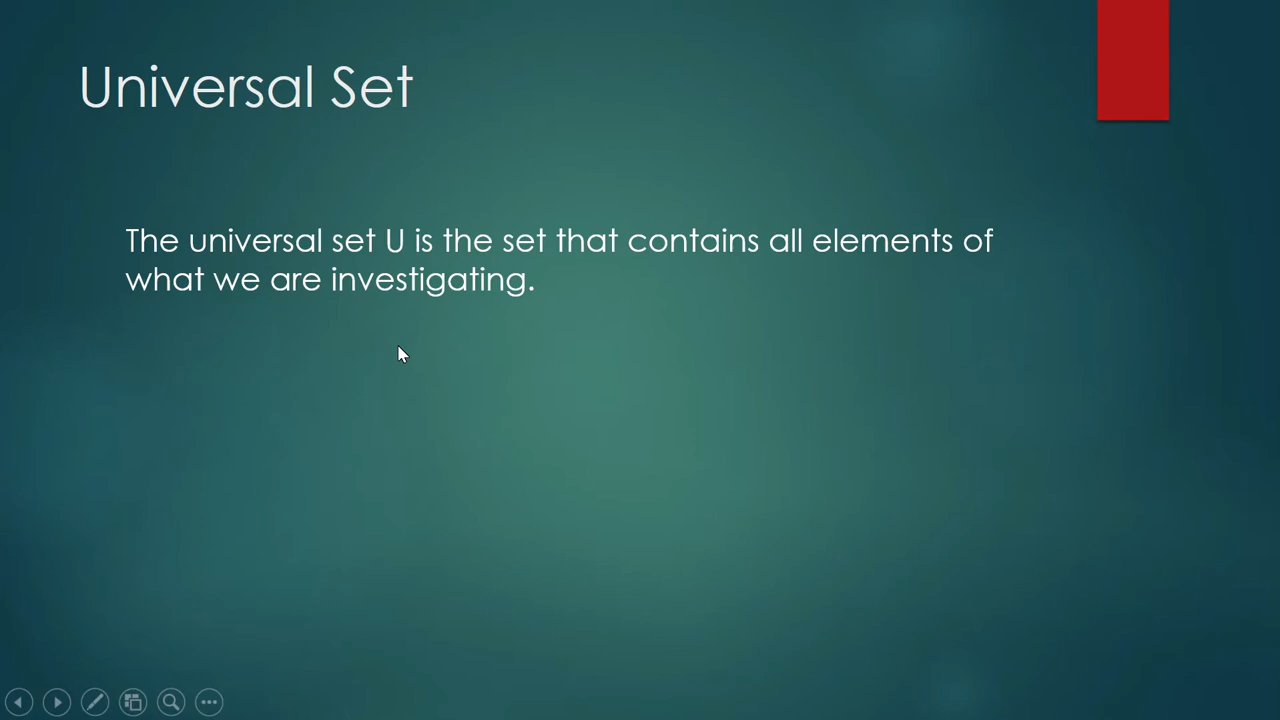 Universal Set
The universal set U is the set that contains all elements of
what we are investigating.